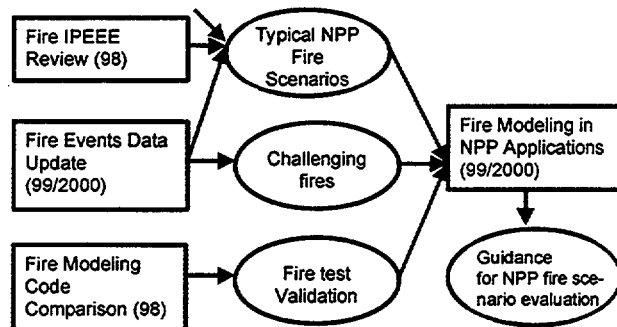 Fire IPEEE
Review (98)
Typical NPP
Fire
Scenarios
Fire Events Data
Update
(99/2000)
Challenging
fires
Fire Modeling in
NPP Applications
(99/2000)
Fire Modeling
Code
Comparison (98)
Fire test
Validation
Guidance
for NPP fire sce-
nario evaluation